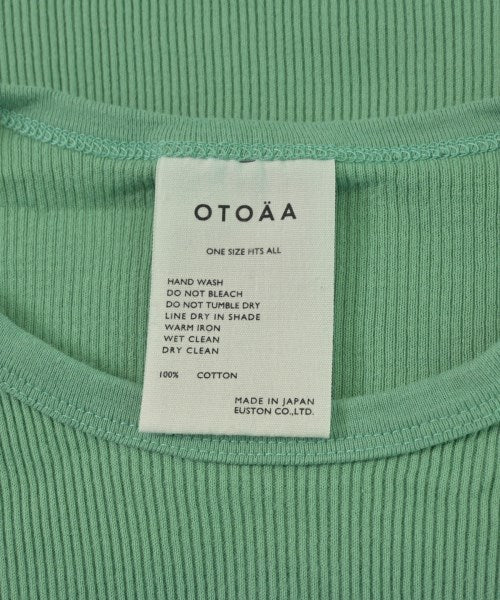 OTOÄA
ONE SIZE FITS ALL
HAND WASH
DO NOT BLEACH
DO NOT TUMBLE DRY
LINE DRY IN SHADE
WARM IRON
WET CLEAN
DRY CLEAN
100% COTTON
MADE IN JAPAN
EUSTON CO.,LTD.